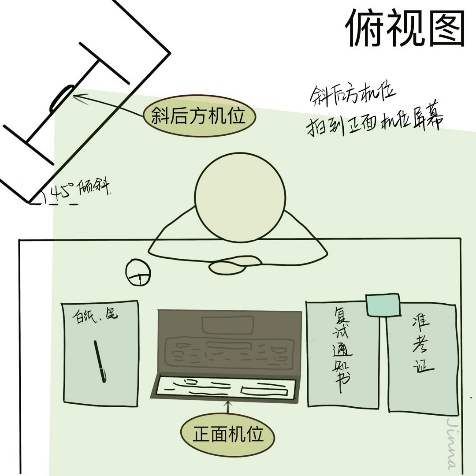 俯视图
斜后方机位
斜后方机位
拍到正面机位屏幕
45°倾斜
白纸、笔
复试通知书
准考证
正面机位
Jinna